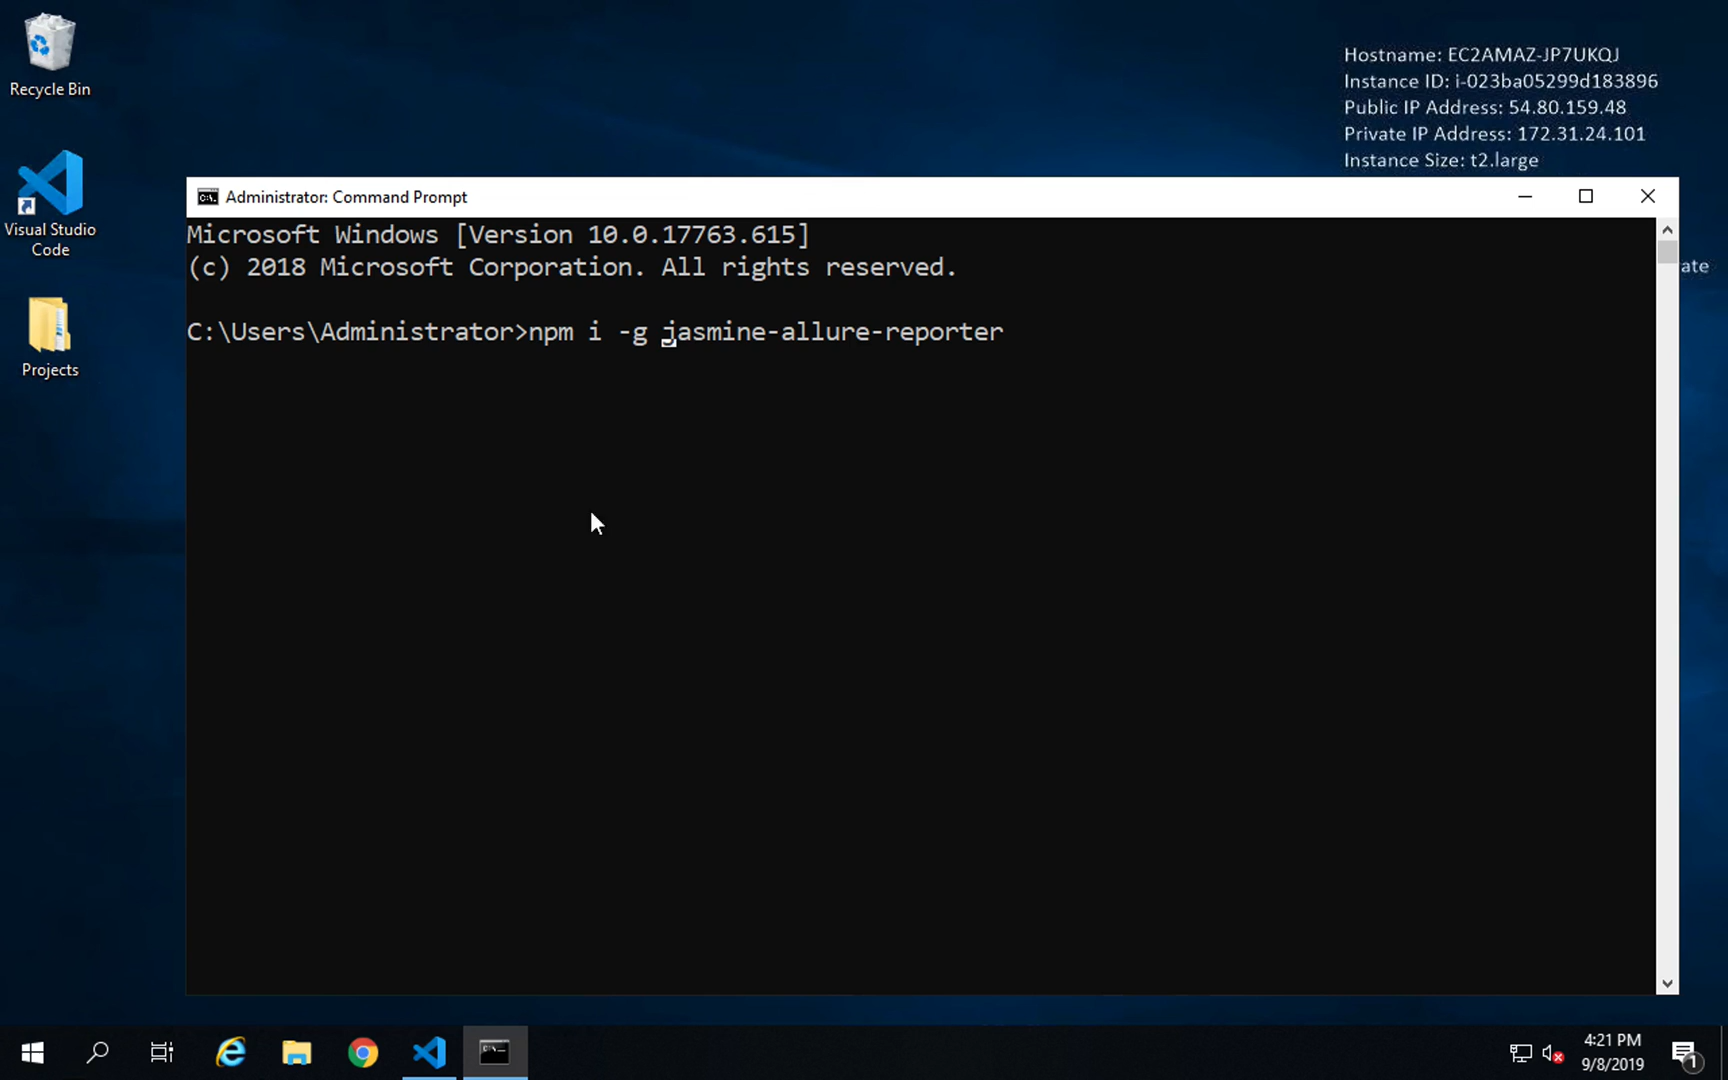 Recycle Bin
Visual Studio
Code
Projects
Hostname: EC2AMAZ-JP7UKQJ
Instance ID: i-023ba05299d183896
Public IP Address: 54.80.159.48
Private IP Address: 172.31.24.101
Instance Size: t2.large
ate
Administrator: Command Prompt
Microsoft Windows [Version 10.0.17763.615]
(c) 2018 Microsoft Corporation. All rights reserved.
C:\Users\Administrator>npm i -g jasmine-allure-reporter
4:21 PM
9/8/2019
1